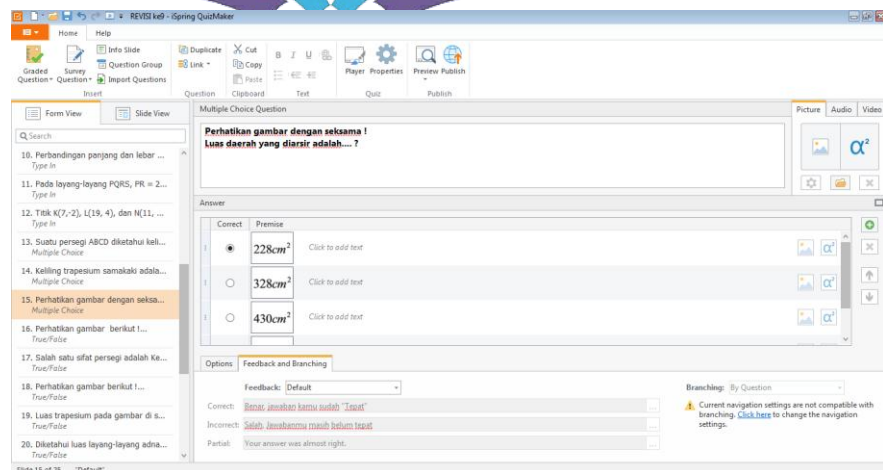 REVISI ke9 - iSpring QuizMaker
Home Help
Graded Question
Survey Question
Info Slide
Question Group
Import Questions
Insert
Duplicate
Link
Question
Cut
Copy
Paste
Clipboard
B I U
Text
Player Properties
Quiz
Preview Publish
Publish
Form View Slide View
Search
10. Perbandingan panjang dan lebar ...
Type In
11. Pada layang-layang PQRS, PR = 2...
Type In
12. Titik K(7,-2), L(19, 4), dan N(11, ...
Type In
13. Suatu persegi ABCD diketahui keli...
Multiple Choice
14. Keliling trapesium samakaki adala...
Multiple Choice
15. Perhatikan gambar dengan seksa...
Multiple Choice
16. Perhatikan gambar berikut !...
True/False
17. Salah satu sifat persegi adalah Ke...
True/False
18. Perhatikan gambar berikut !...
True/False
19. Luas trapesium pada gambar di s...
True/False
20. Diketahui luas layang-layang adna...
True/False
Multiple Choice Question
Perhatikan gambar dengan seksama !
Luas daerah yang diarsir adalah.... ?
Picture Audio Video
α²
Answer
Correct Premise
228cm² Click to add text α²
328cm² Click to add text α²
430cm² Click to add text α²
Options Feedback and Branching
Feedback: Default
Correct: Benar, jawaban kamu sudah "Tepat" ...
Incorrect: Salah, Jawabanmu masih belum tepat ...
Partial: Your answer was almost right. ...
Branching: By Question
Current navigation settings are not compatible with
branching. Click here to change the navigation
settings.
"Default"